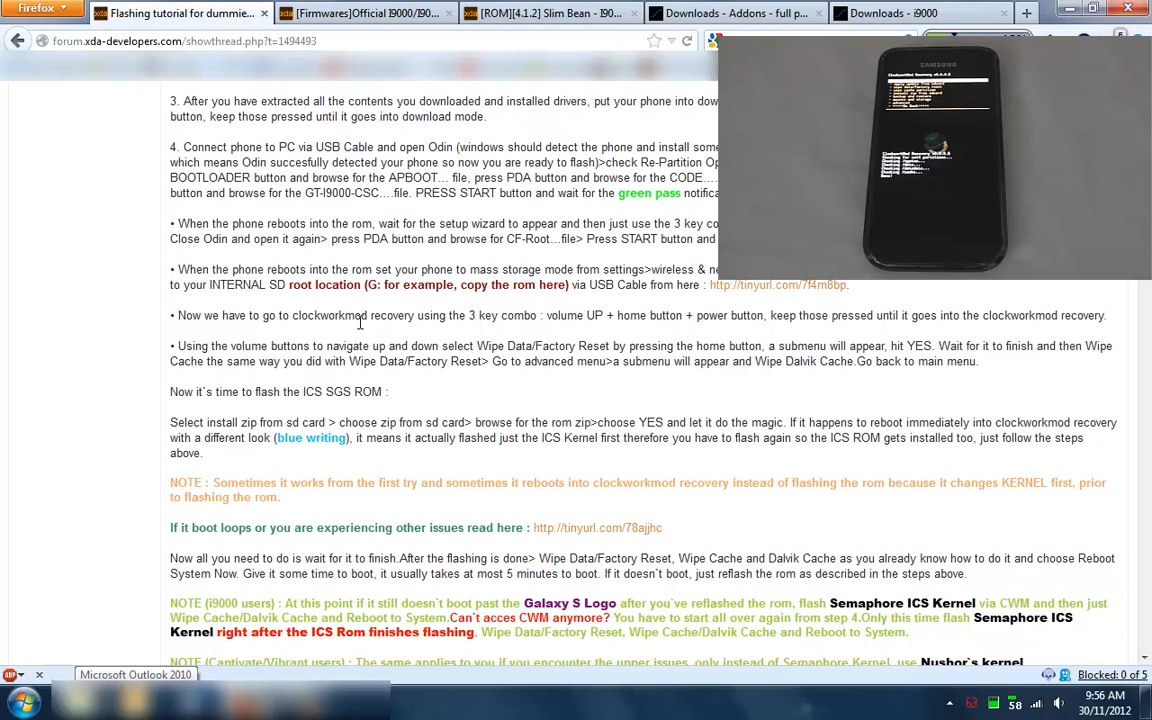 Firefox
Flashing tutorial for dummie...
[Firmwares]Official I9000/I90...
[ROM][4.1.2] Slim Bean - I90...
Downloads - Addons - full p...
Downloads - i9000
forum.xda-developers.com/showthread.php?t=1494493
3. After you have extracted all the contents you downloaded and installed drivers, put your phone into dow
button, keep those pressed until it goes into download mode.
4. Connect phone to PC via USB Cable and open Odin (windows should detect the phone and install some
which means Odin succesfully detected your phone so now you are ready to flash)>check Re-Partition Op
BOOTLOADER button and browse for the APBOOT... file, press PDA button and browse for the CODE....
button and browse for the GT-I9000-CSC....file. PRESS START button and wait for the green pass notific
• When the phone reboots into the rom, wait for the setup wizard to appear and then just use the 3 key co
Close Odin and open it again> press PDA button and browse for CF-Root...file> Press START button and
• When the phone reboots into the rom set your phone to mass storage mode from settings>wireless & ne
to your INTERNAL SD root location (G: for example, copy the rom here) via USB Cable from here : http://tinyurl.com/7f4m8bp.
• Now we have to go to clockworkmod recovery using the 3 key combo : volume UP + home button + power button, keep those pressed until it goes into the clockworkmod recovery.
• Using the volume buttons to navigate up and down select Wipe Data/Factory Reset by pressing the home button, a submenu will appear, hit YES. Wait for it to finish and then Wipe
Cache the same way you did with Wipe Data/Factory Reset> Go to advanced menu>a submenu will appear and Wipe Dalvik Cache.Go back to main menu.
Now it`s time to flash the ICS SGS ROM :
Select install zip from sd card > choose zip from sd card> browse for the rom zip>choose YES and let it do the magic. If it happens to reboot immediately into clockworkmod recovery
with a different look (blue writing), it means it actually flashed just the ICS Kernel first therefore you have to flash again so the ICS ROM gets installed too, just follow the steps
above.
NOTE : Sometimes it works from the first try and sometimes it reboots into clockworkmod recovery instead of flashing the rom because it changes KERNEL first, prior
to flashing the rom.
If it boot loops or you are experiencing other issues read here : http://tinyurl.com/78ajjhc
Now all you need to do is wait for it to finish.After the flashing is done> Wipe Data/Factory Reset, Wipe Cache and Dalvik Cache as you already know how to do it and choose Reboot
System Now. Give it some time to boot, it usually takes at most 5 minutes to boot. If it doesn`t boot, just reflash the rom as described in the steps above.
NOTE (i9000 users) : At this point if it still doesn`t boot past the Galaxy S Logo after you`ve reflashed the rom, flash Semaphore ICS Kernel via CWM and then just
Wipe Cache/Dalvik Cache and Reboot to System.Can`t acces CWM anymore? You have to start all over again from step 4.Only this time flash Semaphore ICS
Kernel right after the ICS Rom finishes flashing, Wipe Data/Factory Reset, Wipe Cache/Dalvik Cache and Reboot to System.
NOTE (Captivate/Vibrant users) : The same applies to you if you encounter the upper issues, only instead of Semaphore Kernel, use Nushor's kernel
SAMSUNG
ABP
Microsoft Outlook 2010
Blocked: 0 of 5
58
9:56 AM
30/11/2012